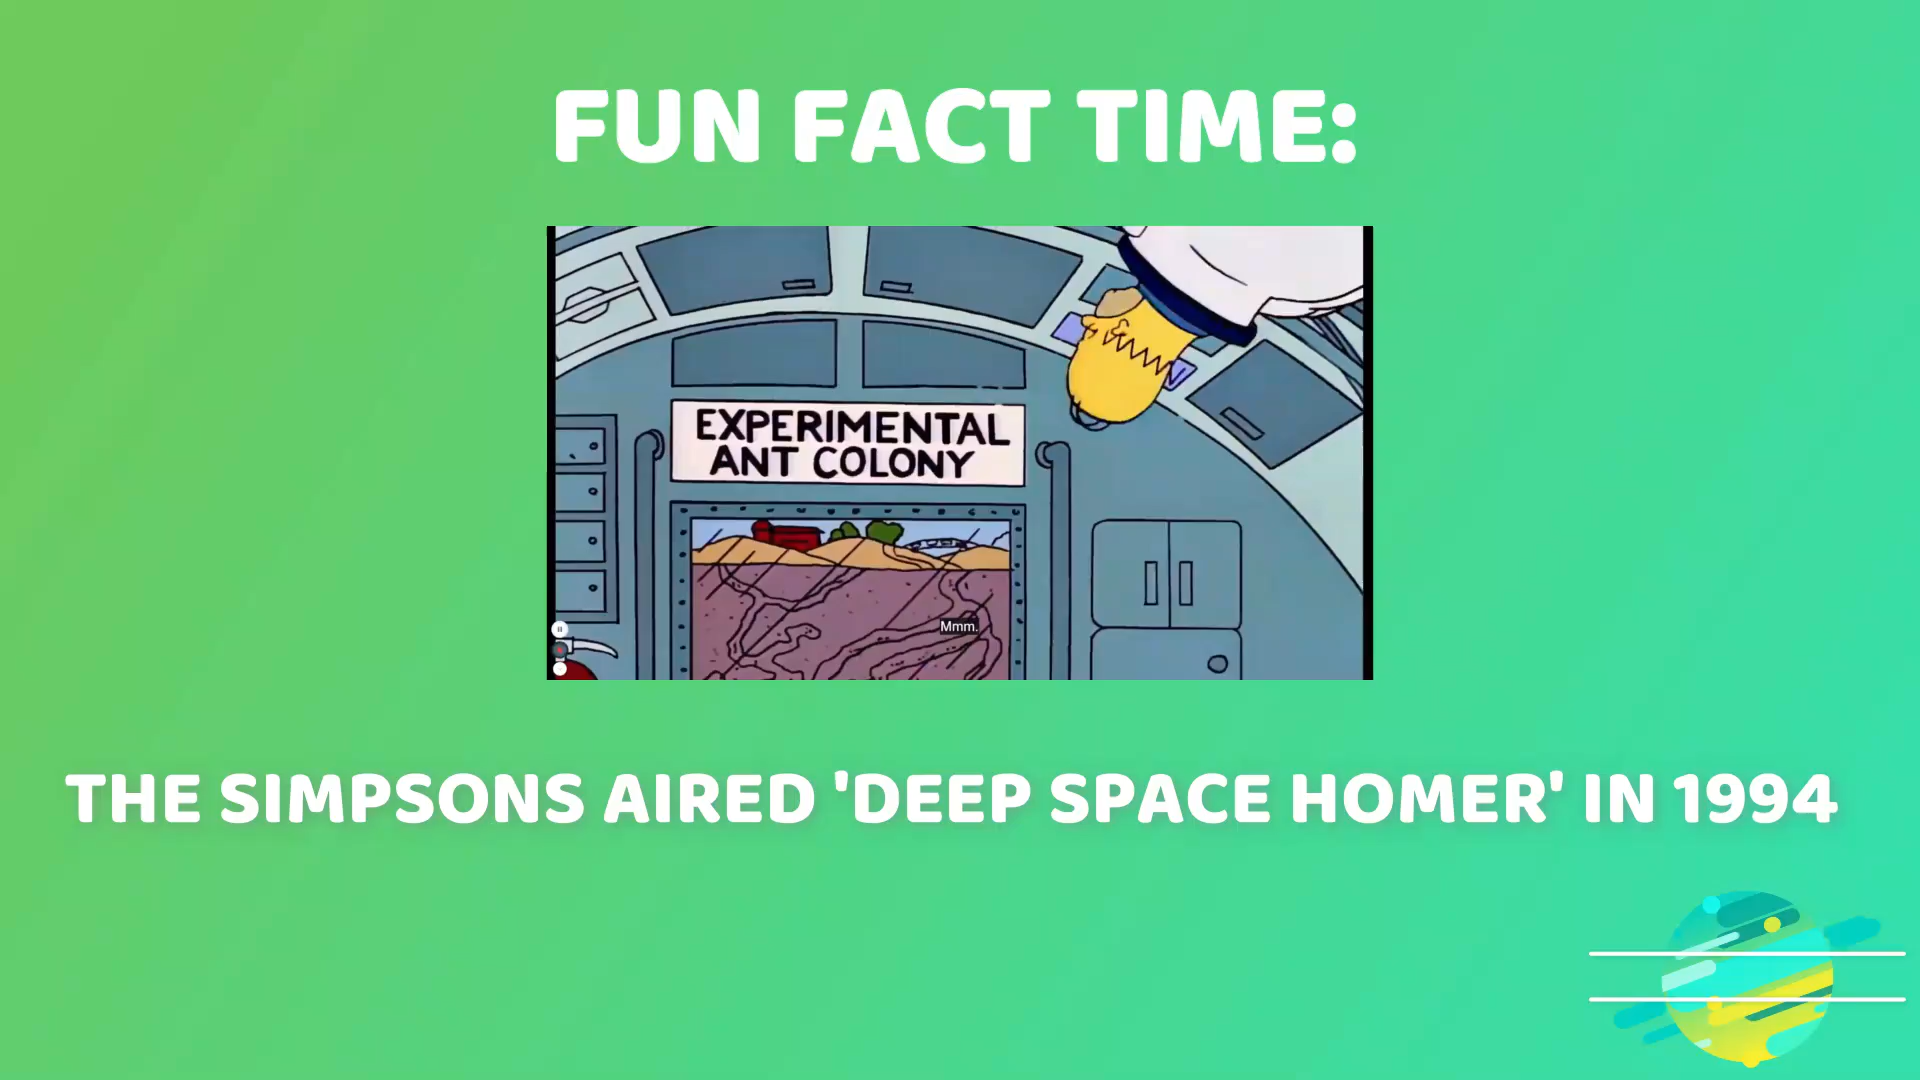 FUN FACT TIME:
EXPERIMENTAL
ANT COLONY
Mmm.
THE SIMPSONS AIRED 'DEEP SPACE HOMER' IN 1994